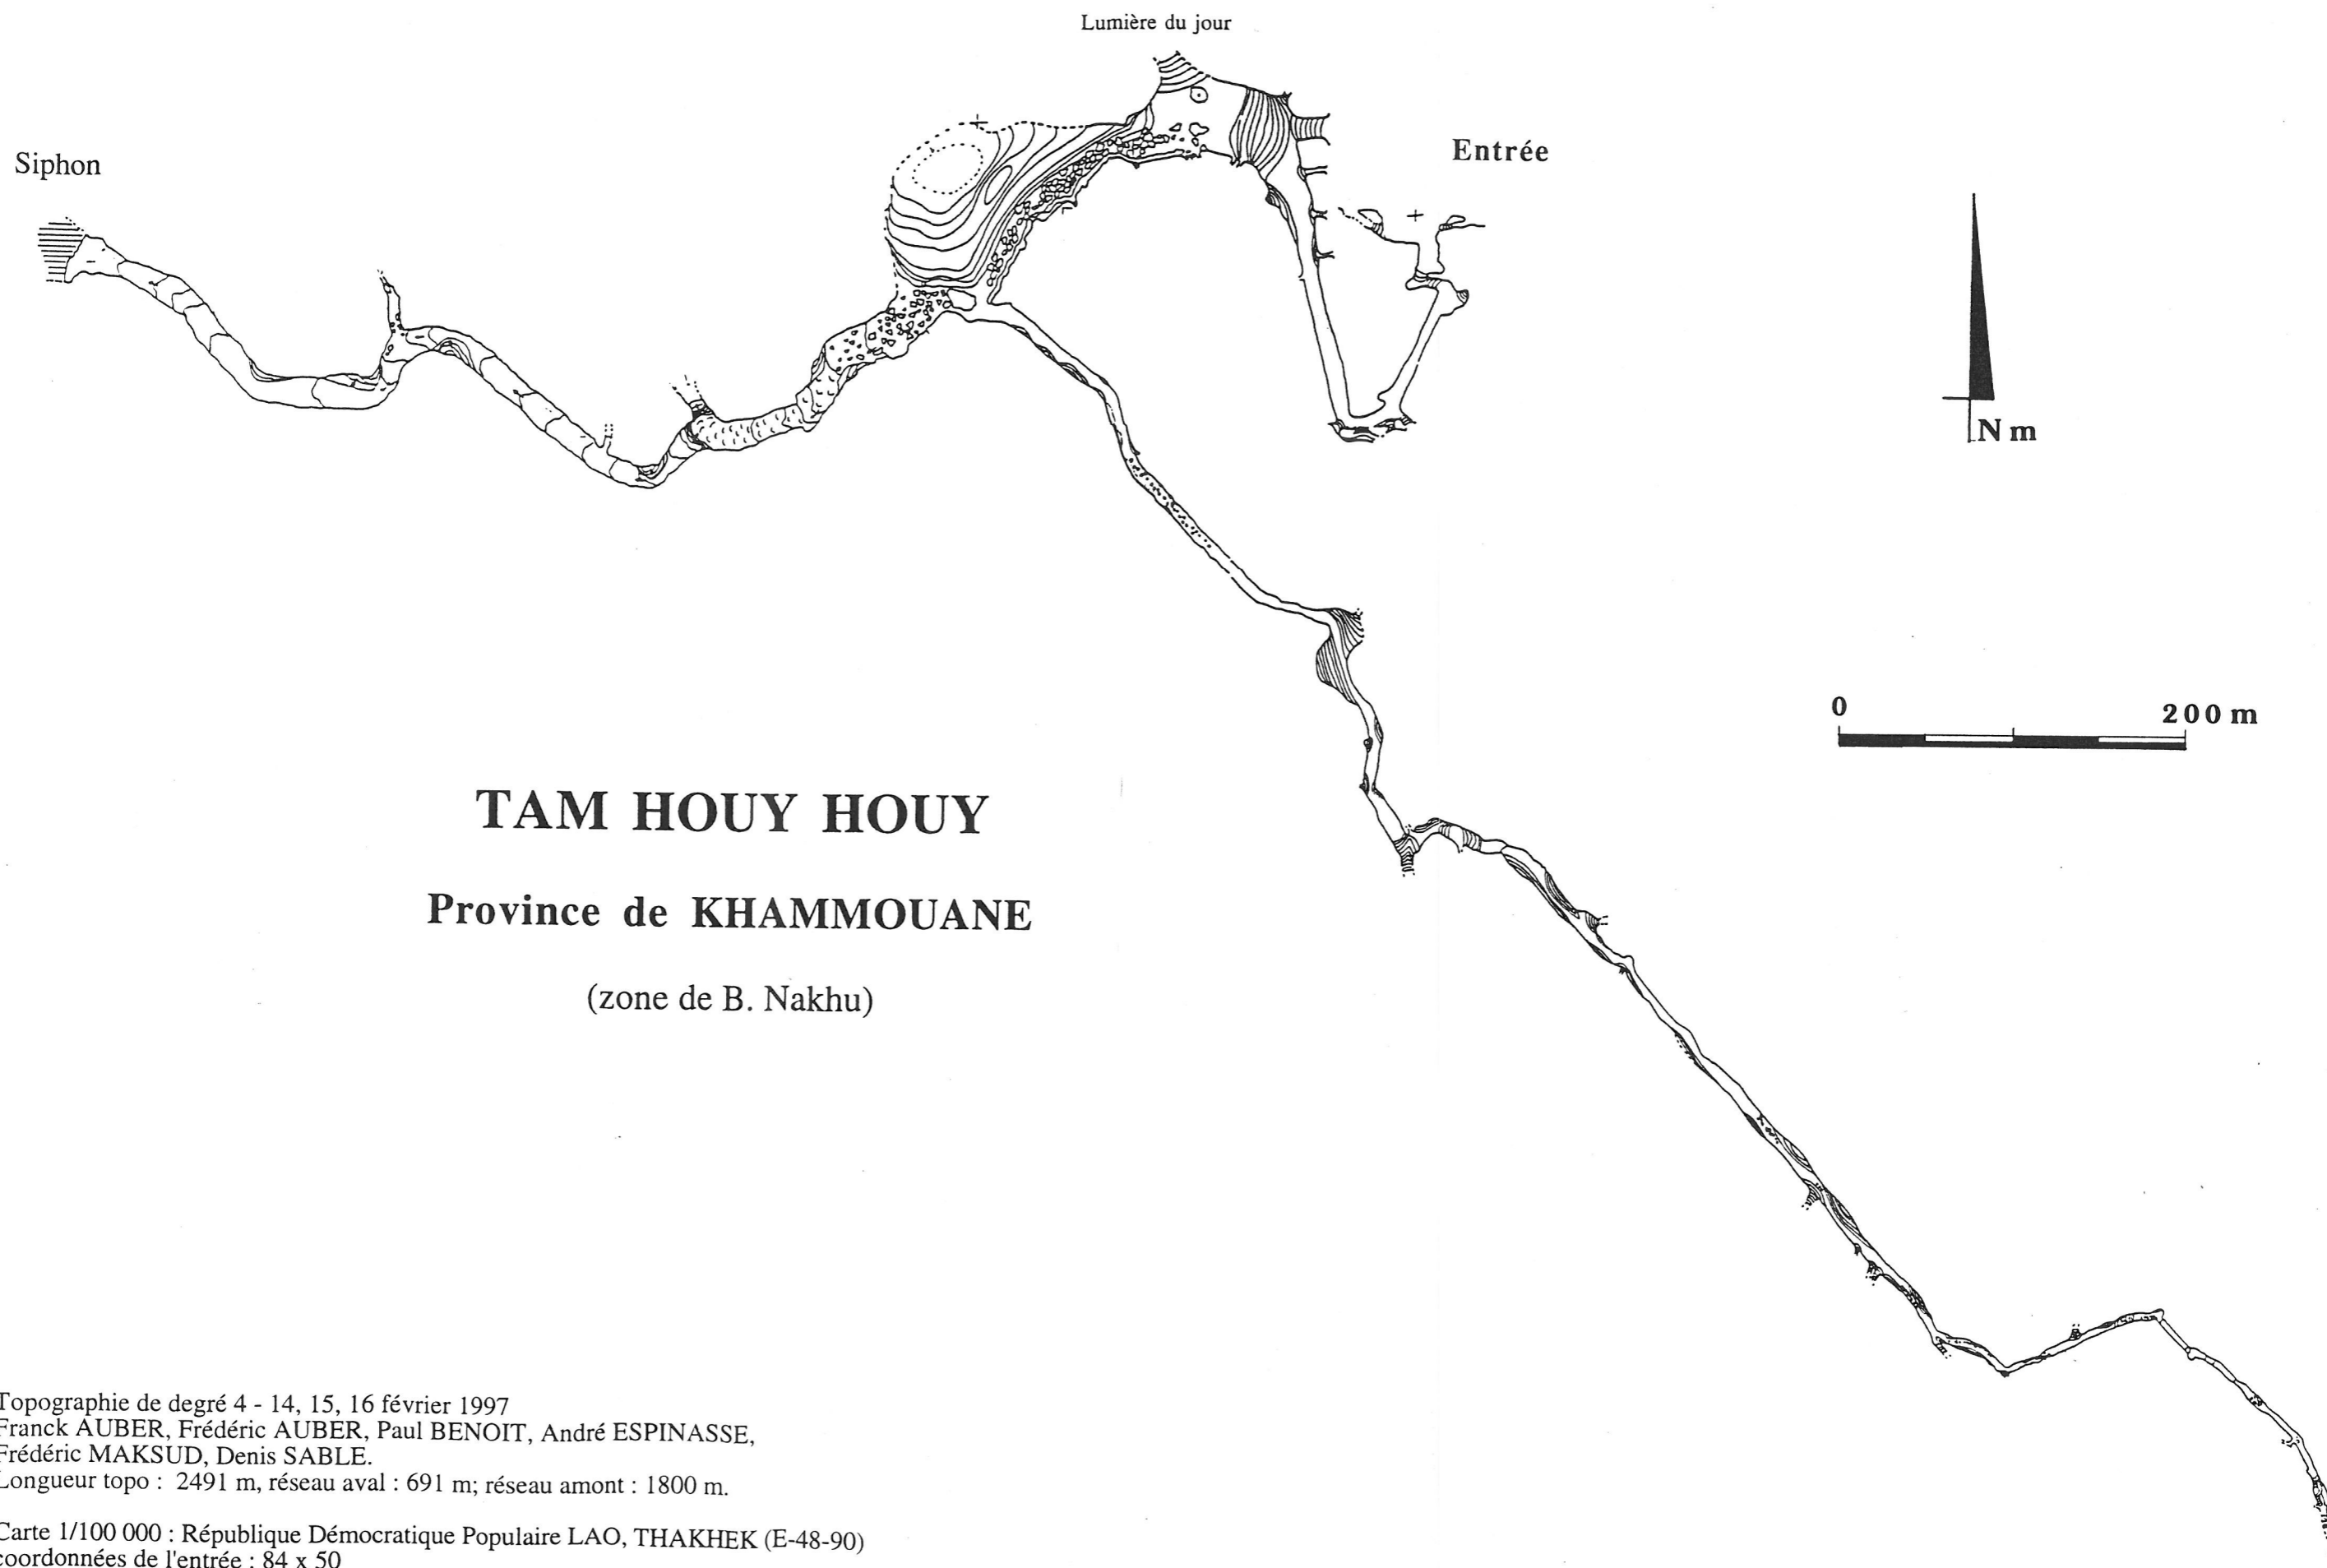 Lumière du jour
Siphon
Entrée
N m
0 200 m
TAM HOUY HOUY
Province de KHAMMOUANE
(zone de B. Nakhu)
Topographie de degré 4 - 14, 15, 16 février 1997
Franck AUBER, Frédéric AUBER, Paul BENOIT, André ESPINASSE,
Frédéric MAKSUD, Denis SABLE.
Longueur topo : 2491 m, réseau aval : 691 m; réseau amont : 1800 m.
Carte 1/100 000 : République Démocratique Populaire LAO, THAKHEK (E-48-90)
coordonnées de l'entrée : 84 x 50